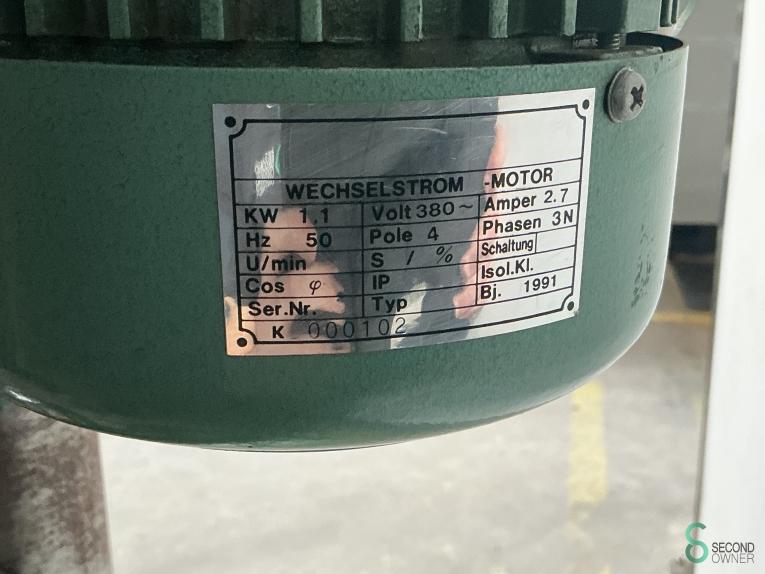 WECHSELSTROM -MOTOR
KW 1.1 Volt 380~ Amper 2.7
Hz 50 Pole 4 Phasen 3N
U/min S / % Schaltung
Cos φ IP Isol.Kl.
Ser.Nr. Typ Bj. 1991
K 000102
SECOND
OWNER